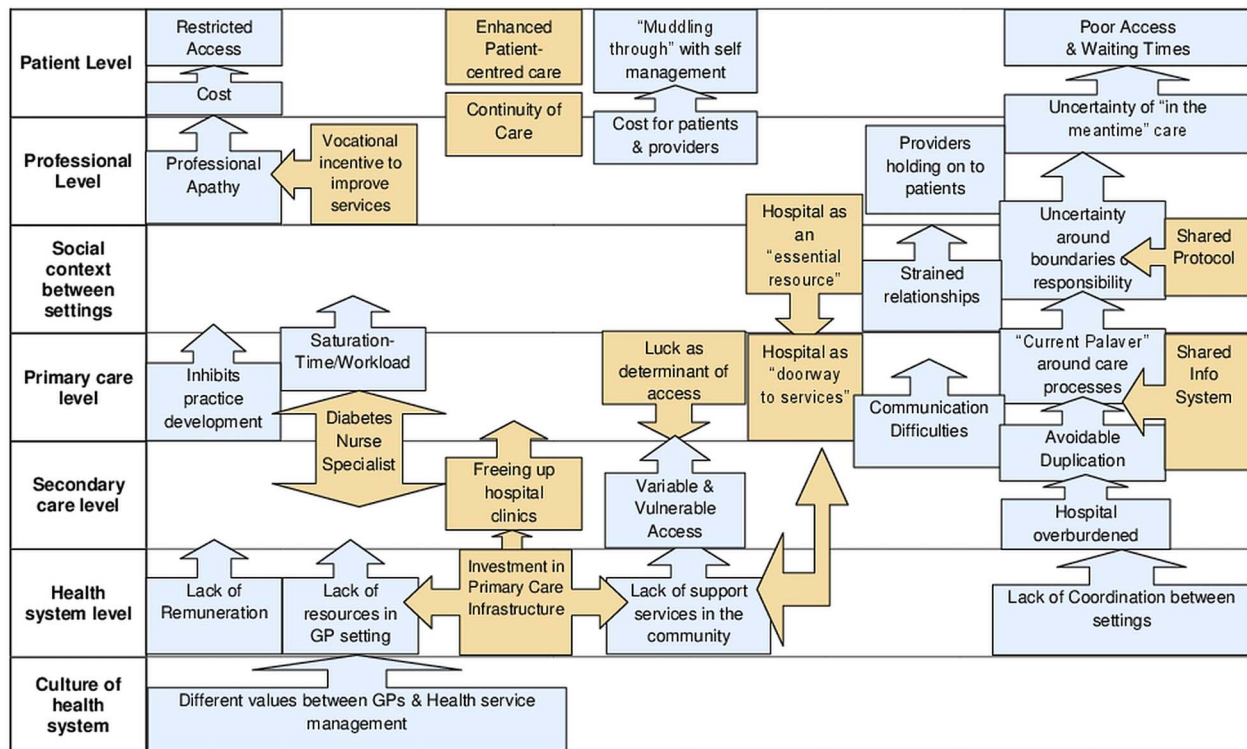 Patient Level
Restricted
Access
Cost
Enhanced
Patient-
centred care
Continuity of
Care
“Muddling
through” with self
management
Poor Access
& Waiting Times
Uncertainty of “in the
meantime” care
Professional
Level
Professional
Apathy
Vocational
incentive to
improve
services
Cost for patients
& providers
Providers
holding on to
patients
Social
context
between
settings
Hospital as
an
“essential
resource”
Strained
relationships
Uncertainty
around
boundaries
responsibility
Shared
Protocol
Primary care
level
Inhibits
practice
development
Saturation-
Time/Workload
Diabetes
Nurse
Specialist
Luck as
determinant of
access
Hospital as
“doorway
to services”
Communication
Difficulties
“Current Palaver”
around care
processes
Shared
Info
System
Avoidable
Duplication
Secondary
care level
Freeing up
hospital
clinics
Variable &
Vulnerable
Access
Hospital
overburdened
Health
system level
Lack of
Remuneration
Lack of
resources in
GP setting
Investment in
Primary Care
Infrastructure
Lack of support
services in the
community
Lack of Coordination between
settings
Culture of
health
system
Different values between GPs & Health service
management